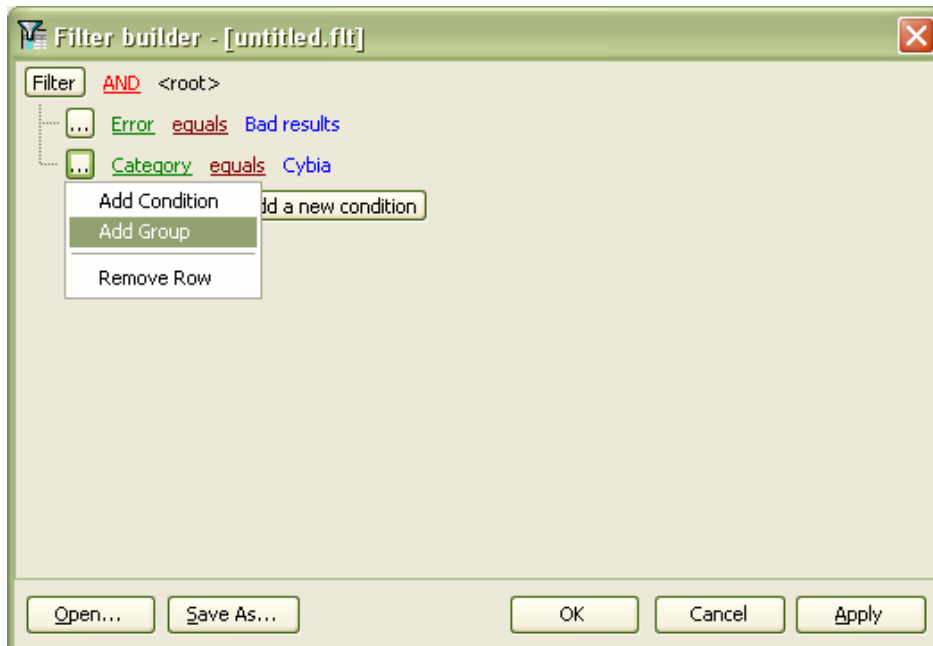 Filter builder - [untitled.flt]
Filter AND <root>
... Error equals Bad results
... Category equals Cybia
Add Condition
dd a new condition
Add Group
Remove Row
Open... Save As... OK Cancel Apply